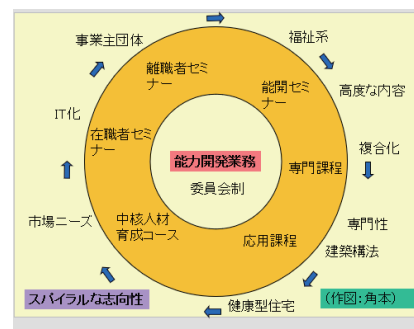 事業主団体
福祉系
離職者セミ
ナー
能開セミ
ナー
高度な内容
IT化
在職者セミ
ナー
能力開発業務
委員会制
専門課程
複合化
市場ニーズ
中核人材
育成コース
応用課程
専門性
建築構法
スパイラルな志向性
健康型住宅
(作図:角本)